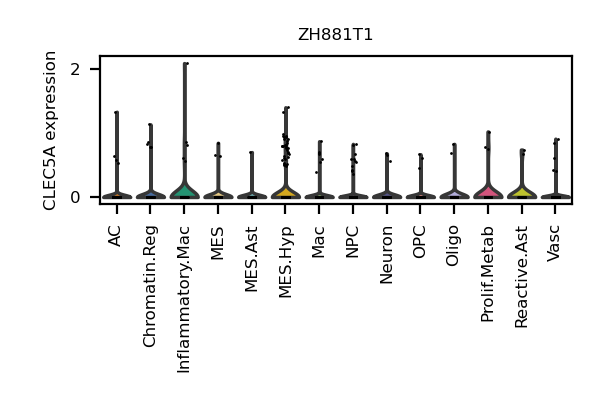 ZH881T1
CLEC5A expression
2
0
AC
Chromatin.Reg
Inflammatory.Mac
MES
MES.Ast
MES.Hyp
Mac
NPC
Neuron
OPC
Oligo
Prolif.Metab
Reactive.Ast
Vasc